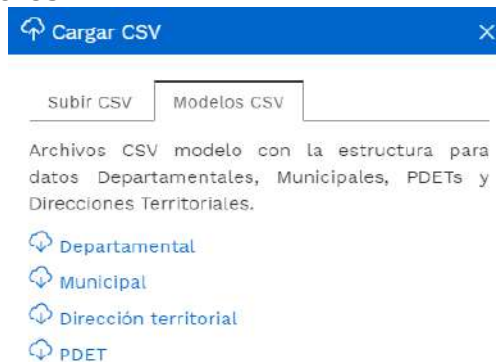 Cargar CSV
Subir CSV Modelos CSV
Archivos CSV modelo con la estructura para
datos Departamentales, Municipales, PDETs y
Direcciones Territoriales.
Departamental
Municipal
Dirección territorial
PDET